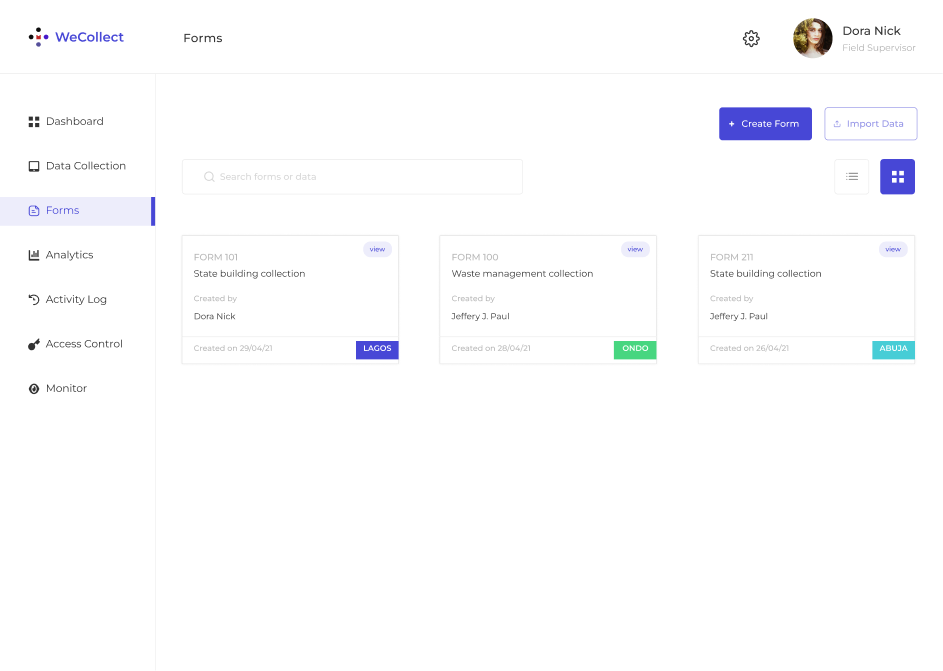 WeCollect
Forms
Dora Nick
Field Supervisor
Dashboard
Data Collection
Forms
Analytics
Activity Log
Access Control
Monitor
+ Create Form
Import Data
Search forms or data
view
FORM 101
State building collection
Created by
Dora Nick
Created on 29/04/21
LAGOS
view
FORM 100
Waste management collection
Created by
Jeffery J. Paul
Created on 28/04/21
ONDO
view
FORM 211
State building collection
Created by
Jeffery J. Paul
Created on 26/04/21
ABUJA